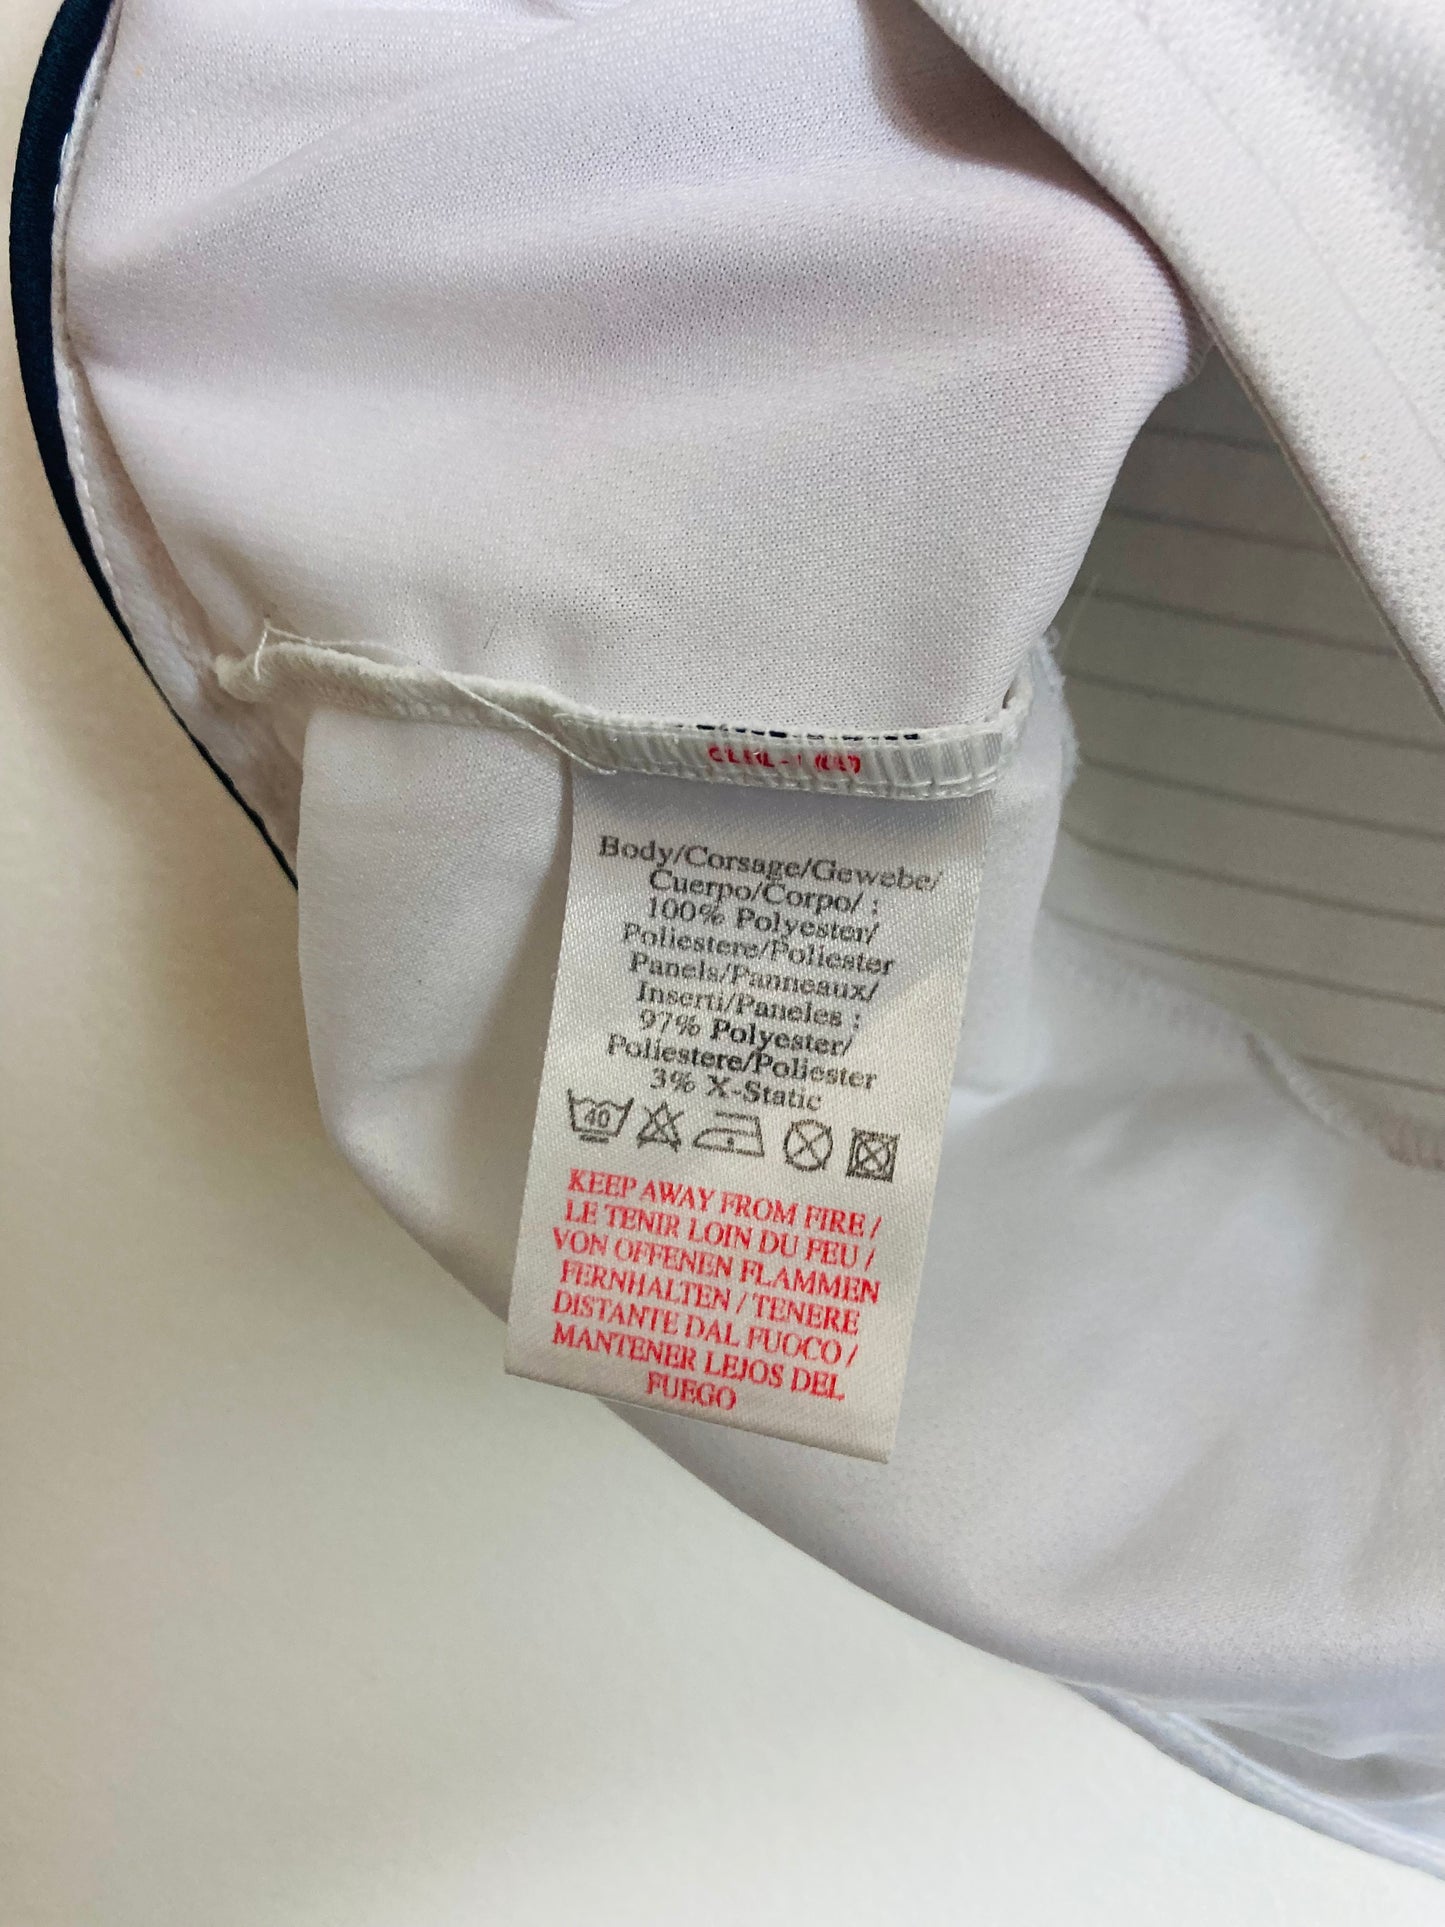 Body/Corsage/Gewebe/
Cuerpo/Corpo/ :
100% Polyester/
Poliestere/Poliester
Panels/Panneaux/
Inserti/Paneles :
97% Polyester/
Poliestere/Poliester
3% X-Static
40
KEEP AWAY FROM FIRE /
LE TENIR LOIN DU FEU /
VON OFFENEN FLAMMEN
FERNHALTEN / TENERE
DISTANTE DAL FUOCO /
MANTENER LEJOS DEL
FUEGO